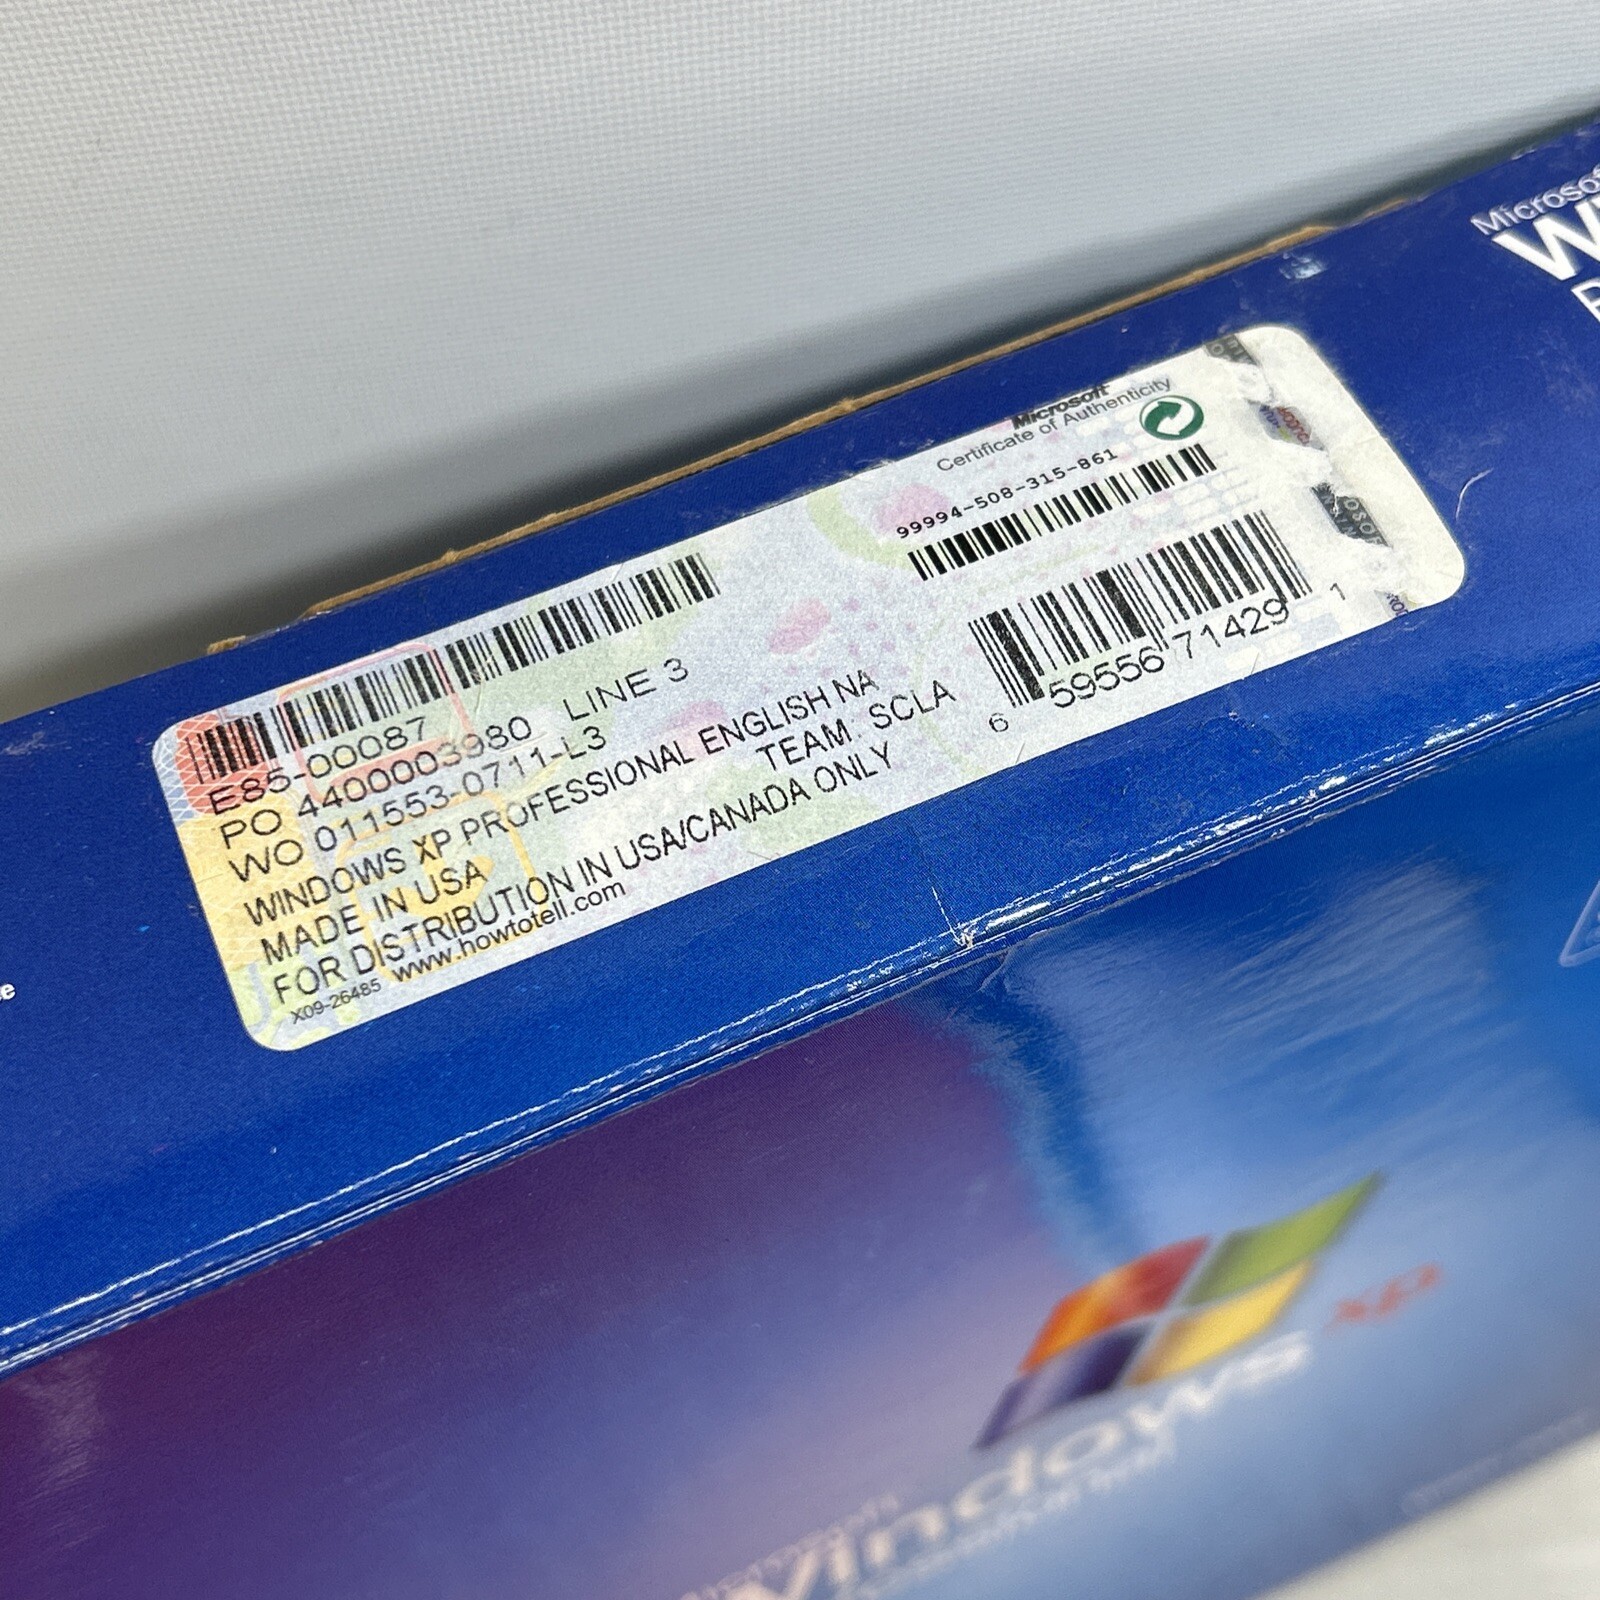 Microsoft
Certificate of Authenticity
99994-508-315-861
E85-00087
PO 4400003980 LINE 3
WO 011553-0711-L3
WINDOWS XP PROFESSIONAL ENGLISH NA
MADE IN USA TEAM. SCLA
FOR DISTRIBUTION IN USA/CANADA ONLY
X09-26485 www.howtotell.com
6 59556 71429 1
Microsoft
Windows xp